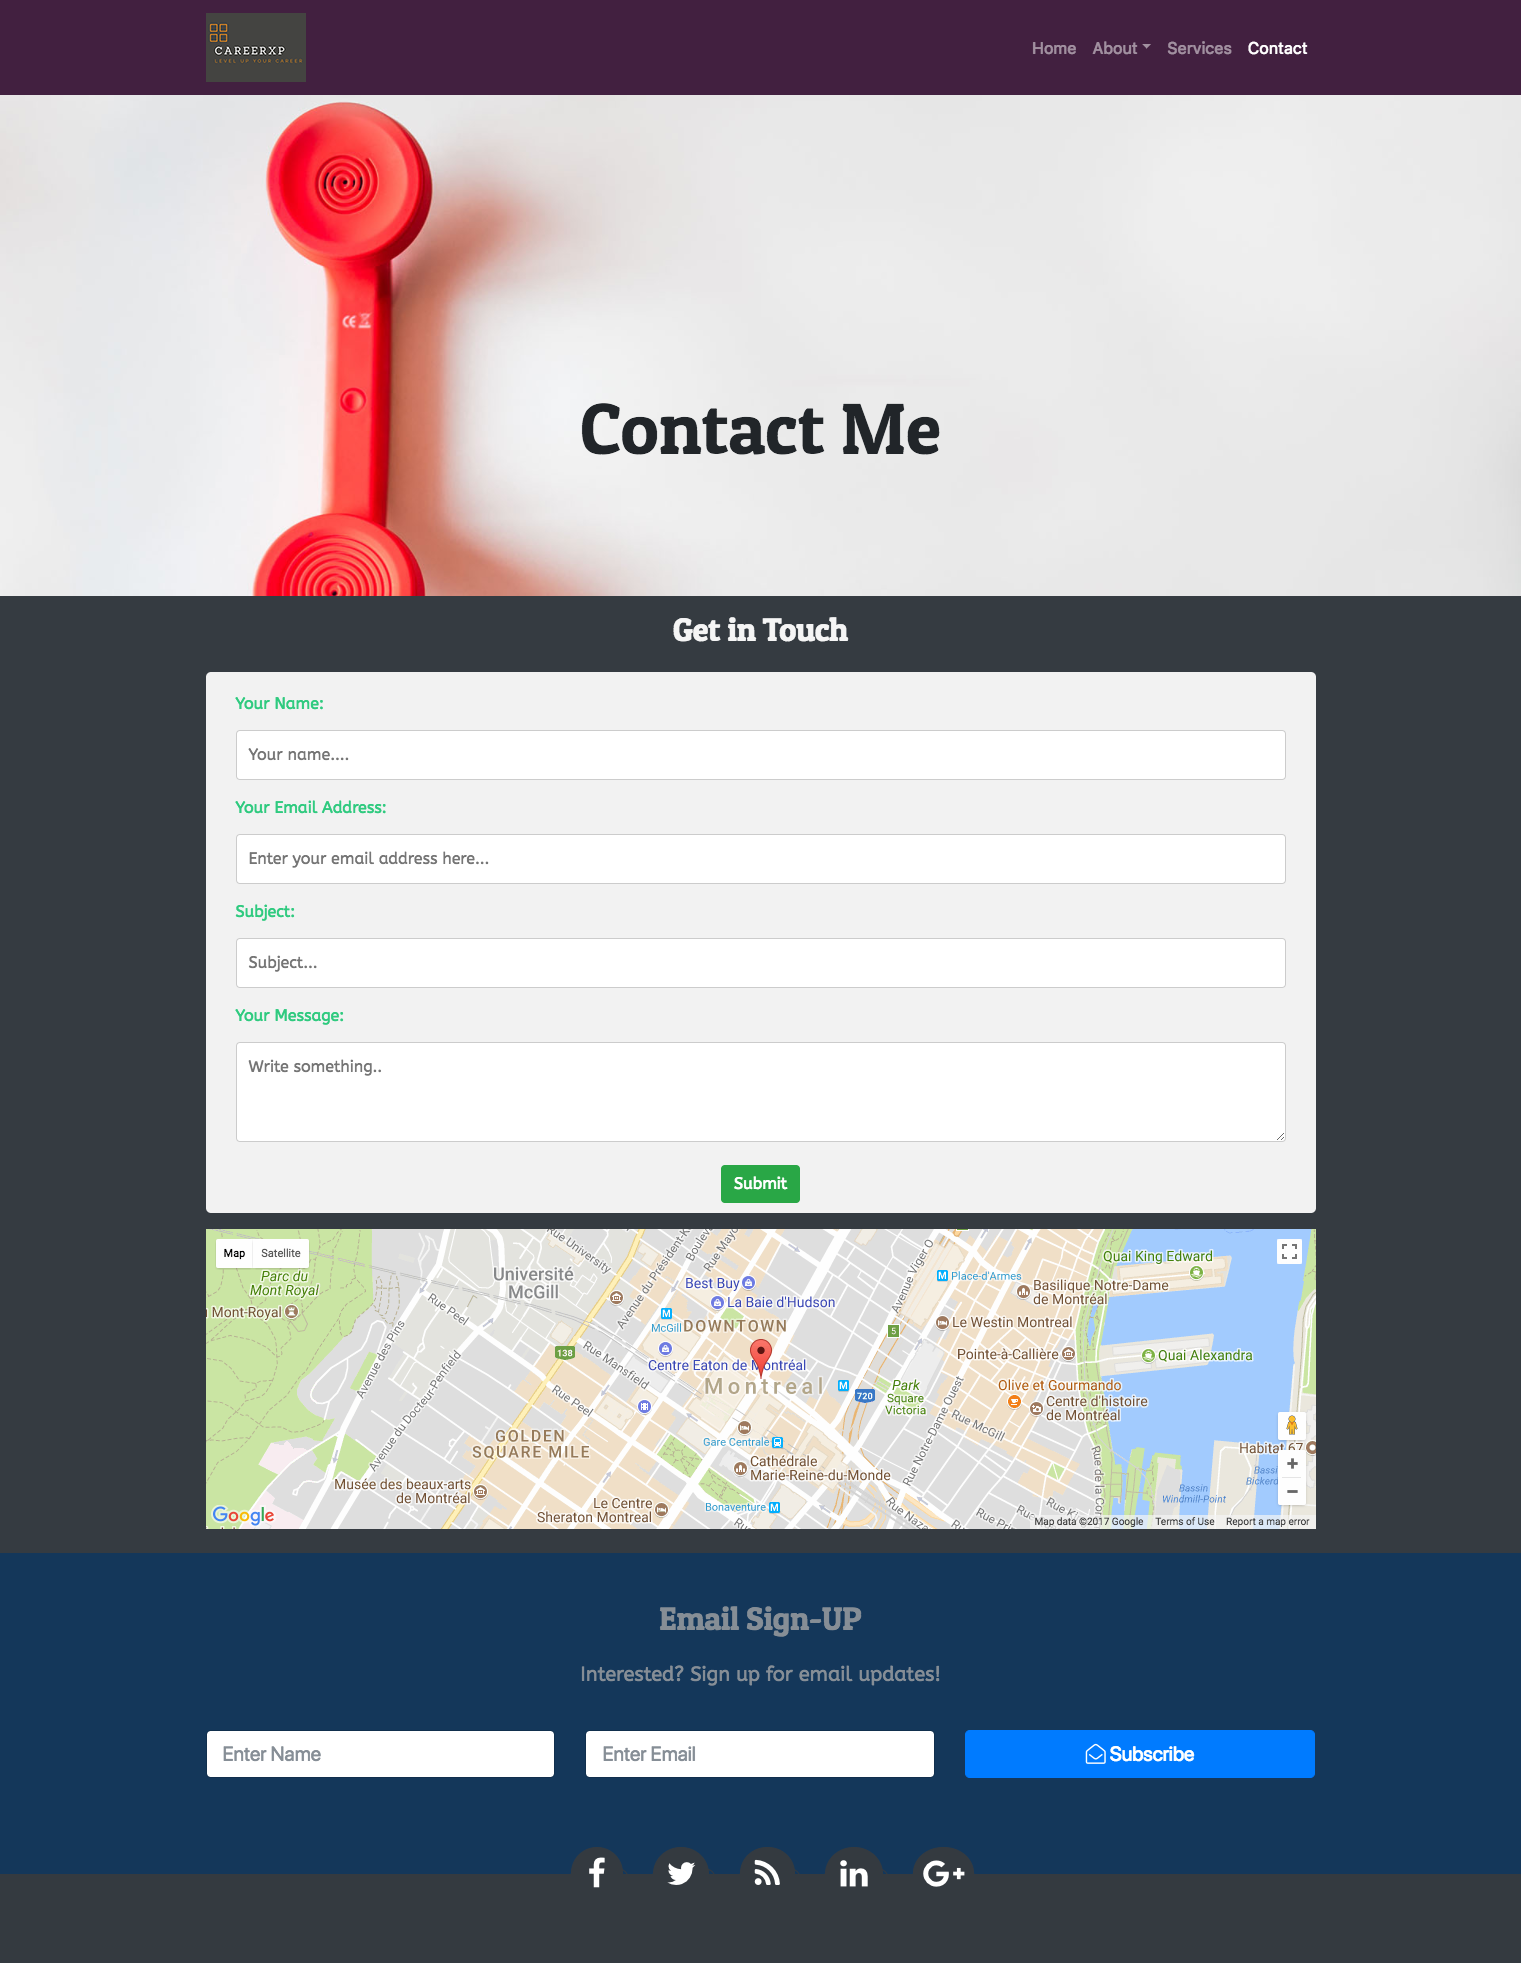 CAREERXP
LEVEL UP YOUR CAREER
Home About Services Contact
CE
Contact Me
Get in Touch
Your Name:
Your name....
Your Email Address:
Enter your email address here...
Subject:
Subject...
Your Message:
Write something..
Submit
Map Satellite
Parc du
Mont Royal
Mont-Royal
Université
McGill
Rue University
Rue Peel
Avenue des Pins
Avenue du Docteur-Penfield
138
Rue Mansfield
Rue Peel
GOLDEN
SQUARE MILE
Musée des beaux-arts
de Montréal
Le Centre
Sheraton Montreal
Best Buy
La Baie d'Hudson
M
McGill
DOWNTOWN
Centre Eaton de Montréal
Montreal
M
720
5
Gare Centrale
Cathédrale
Marie-Reine-du-Monde
Bonaventure M
Park
Square
Victoria
Avenue Viger O
M Place-d'Armes
Basilique Notre-Dame
de Montréal
Le Westin Montreal
Pointe-à-Callière
Olive et Gourmando
Centre d'histoire
de Montréal
Rue McGill
Rue Notre-Dame Ouest
Quai King Edward
Quai Alexandra
Habitat 67
Bassin
Windmill-Point
Google
Map data ©2017 Google Terms of Use Report a map error
Email Sign-UP
Interested? Sign up for email updates!
Enter Name
Enter Email
Subscribe